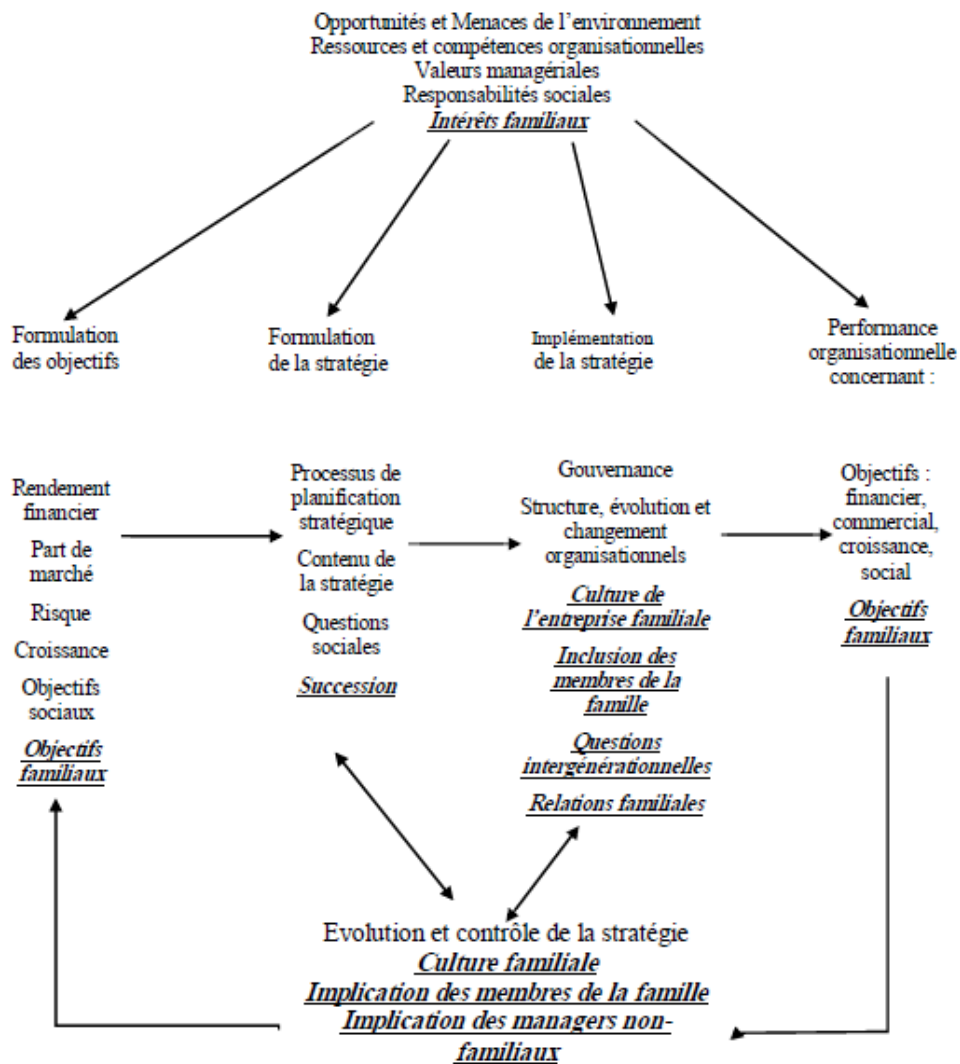 Opportunités et Menaces de l'environnement
Ressources et compétences organisationnelles
Valeurs managériales
Responsabilités sociales
Intérêts familiaux
Formulation
des objectifs
Formulation
de la stratégie
Implémentation
de la stratégie
Performance
organisationnelle
concernant :
Rendement
financier
Part de
marché
Risque
Croissance
Objectifs
sociaux
Objectifs
familiaux
Processus de
planification
stratégique
Contenu de
la stratégie
Questions
sociales
Succession
Gouvernance
Structure, évolution et
changement
organisationnels
Culture de
l'entreprise familiale
Inclusion des
membres de la
famille
Questions
intergénérationnelles
Relations familiales
Objectifs :
financier,
commercial,
croissance,
social
Objectifs
familiaux
Evolution et contrôle de la stratégie
Culture familiale
Implication des membres de la famille
Implication des managers non-
familiaux